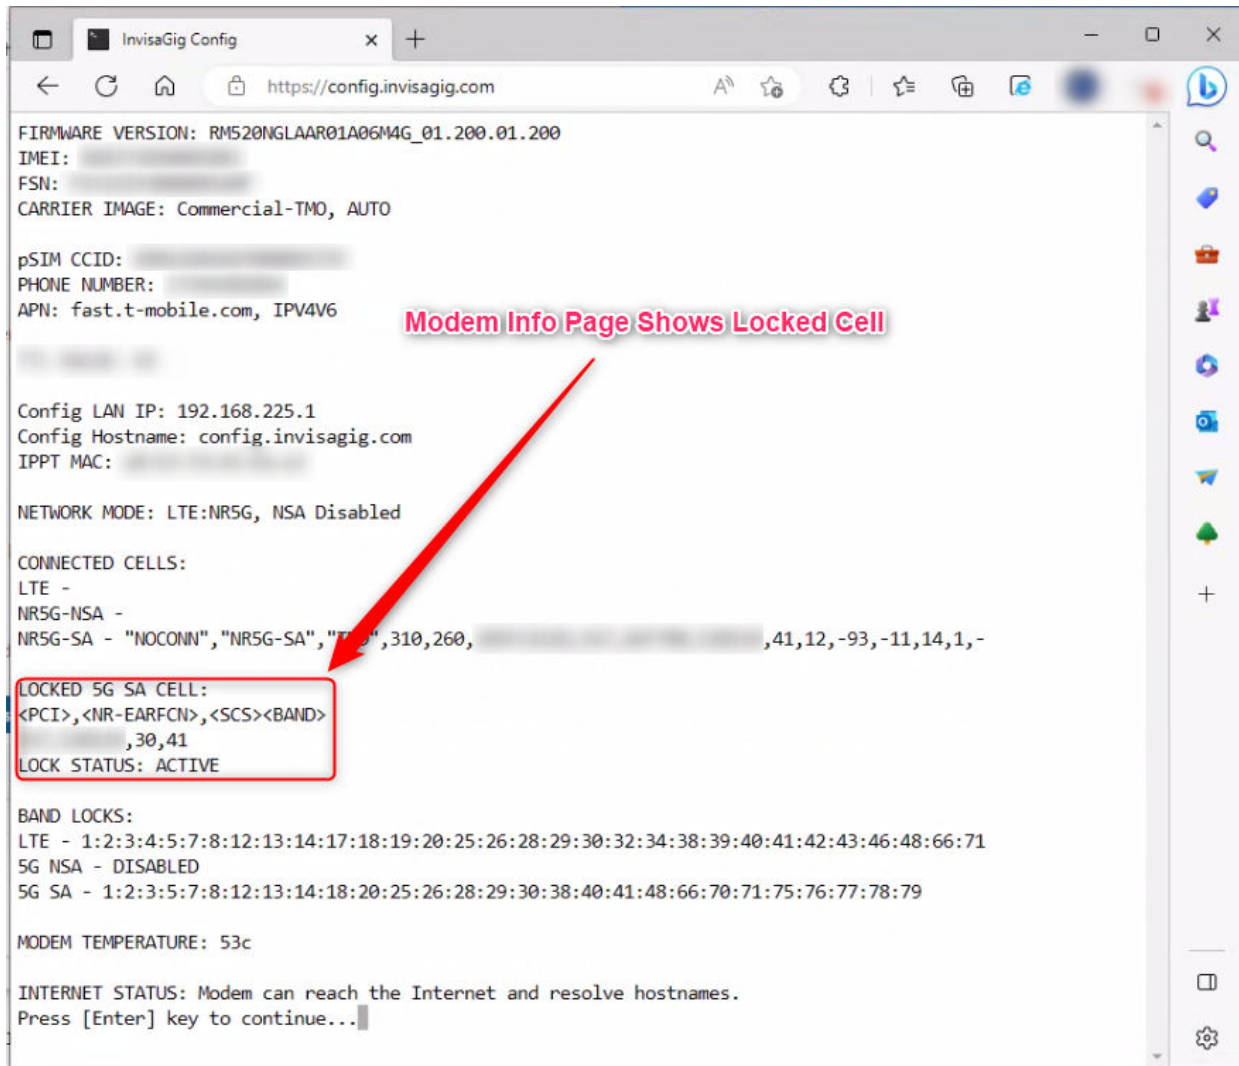 InvisaGig Config
https://config.invisagig.com
FIRMWARE VERSION: RM520NGLAAR01A06M4G_01.200.01.200
IMEI:
FSN:
CARRIER IMAGE: Commercial-TMO, AUTO
pSIM CCID:
PHONE NUMBER:
APN: fast.t-mobile.com, IPV4V6
Modem Info Page Shows Locked Cell
Config LAN IP: 192.168.225.1
Config Hostname: config.invisagig.com
IPPT MAC:
NETWORK MODE: LTE:NR5G, NSA Disabled
CONNECTED CELLS:
LTE -
NR5G-NSA -
NR5G-SA - "NOCONN","NR5G-SA",310,260, ,41,12,-93,-11,14,1,-
LOCKED 5G SA CELL:
<PCI>,<NR-EARFCN>,<SCS><BAND>
,30,41
LOCK STATUS: ACTIVE
BAND LOCKS:
LTE - 1:2:3:4:5:7:8:12:13:14:17:18:19:20:25:26:28:29:30:32:34:38:39:40:41:42:43:46:48:66:71
5G NSA - DISABLED
5G SA - 1:2:3:5:7:8:12:13:14:18:20:25:26:28:29:30:38:40:41:48:66:70:71:75:76:77:78:79
MODEM TEMPERATURE: 53c
INTERNET STATUS: Modem can reach the Internet and resolve hostnames.
Press [Enter] key to continue...